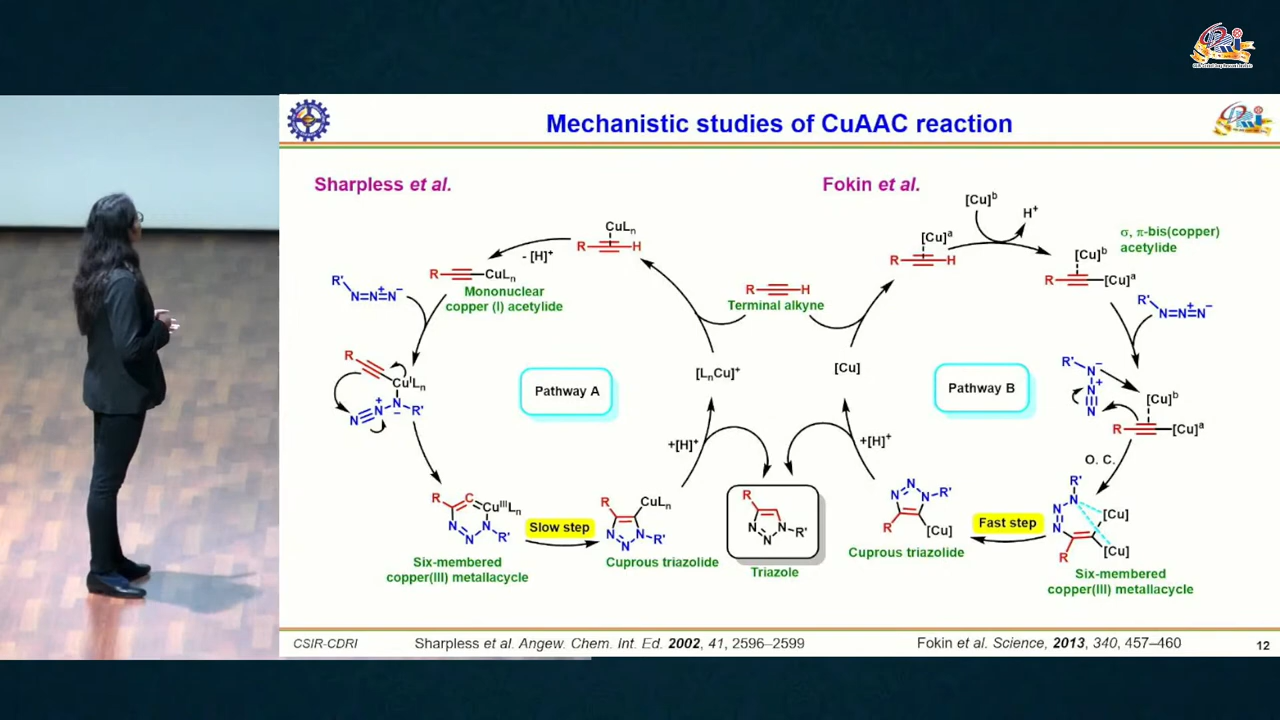 Mechanistic studies of CuAAC reaction
Sharpless et al.
Fokin et al.
[Cu]ᵇ
H⁺
CuLₙ
R
H
- [H]⁺
[Cu]ᵃ
R
H
σ, π-bis(copper)
acetylide
[Cu]ᵇ
R
[Cu]ᵃ
R
CuLₙ
Mononuclear
copper (I) acetylide
R'
N=N=N
+
−
R
H
Terminal alkyne
R'
N=N=N
+
−
R
CuᴵLₙ
N
−
R'
N
+
N
[LₙCu]⁺
[Cu]
Pathway A
Pathway B
R'
N
−
+
N
N
[Cu]ᵇ
R
[Cu]ᵃ
O. C.
+[H]⁺
+[H]⁺
R
C
CuᴵᴵᴵLₙ
N
N
N
R'
Six-membered
copper(III) metallacycle
Slow step
R
CuLₙ
N
N
N
R'
Cuprous triazolide
R
N
N
N
R'
Triazole
N
N
N
R'
R
[Cu]
Cuprous triazolide
Fast step
R'
N
N
N
R
[Cu]
[Cu]
Six-membered
copper(III) metallacycle
CSIR-CDRI
Sharpless et al. Angew. Chem. Int. Ed. 2002, 41, 2596–2599
Fokin et al. Science, 2013, 340, 457–460
12